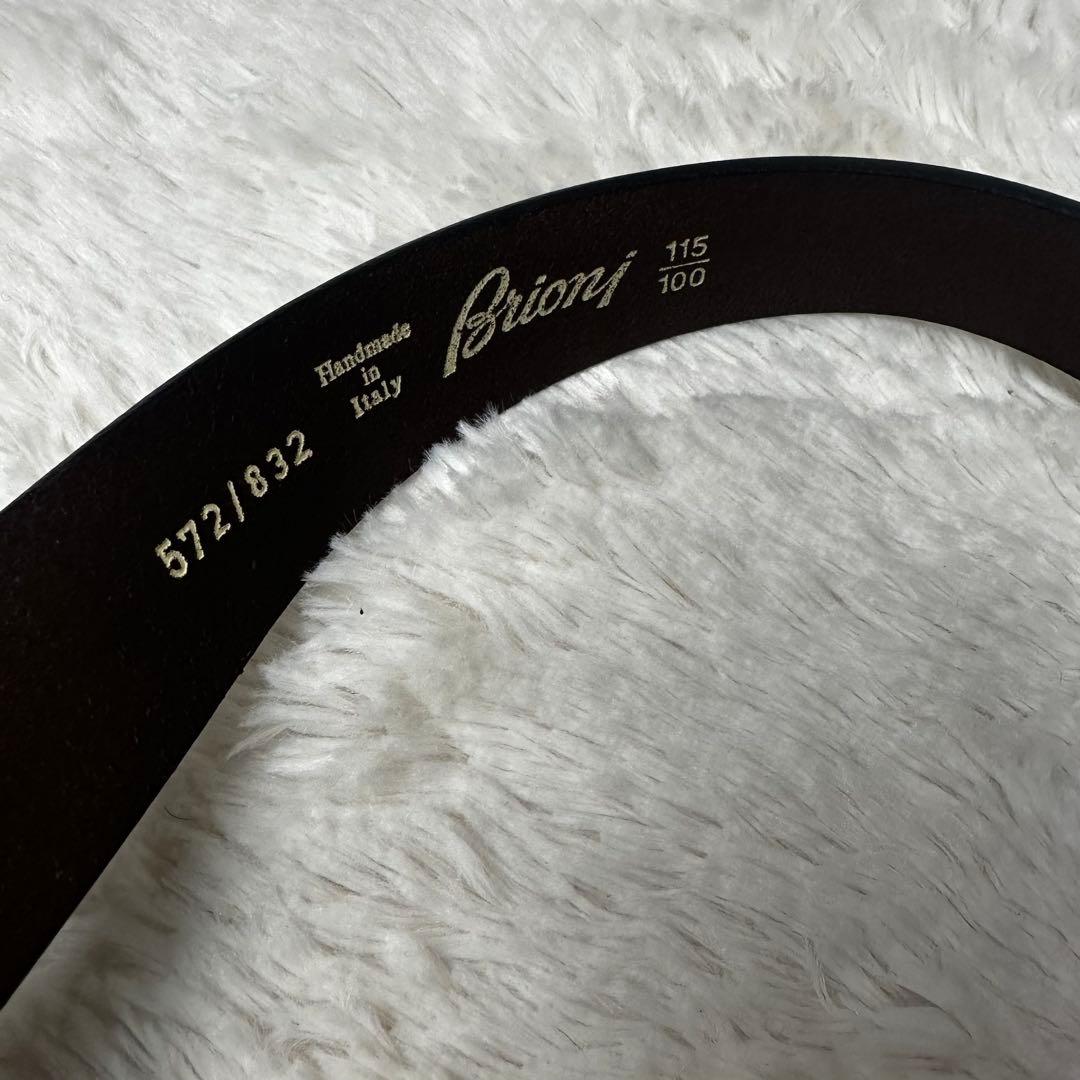 572/832
Handmade
in
Italy
Brioni
115
100